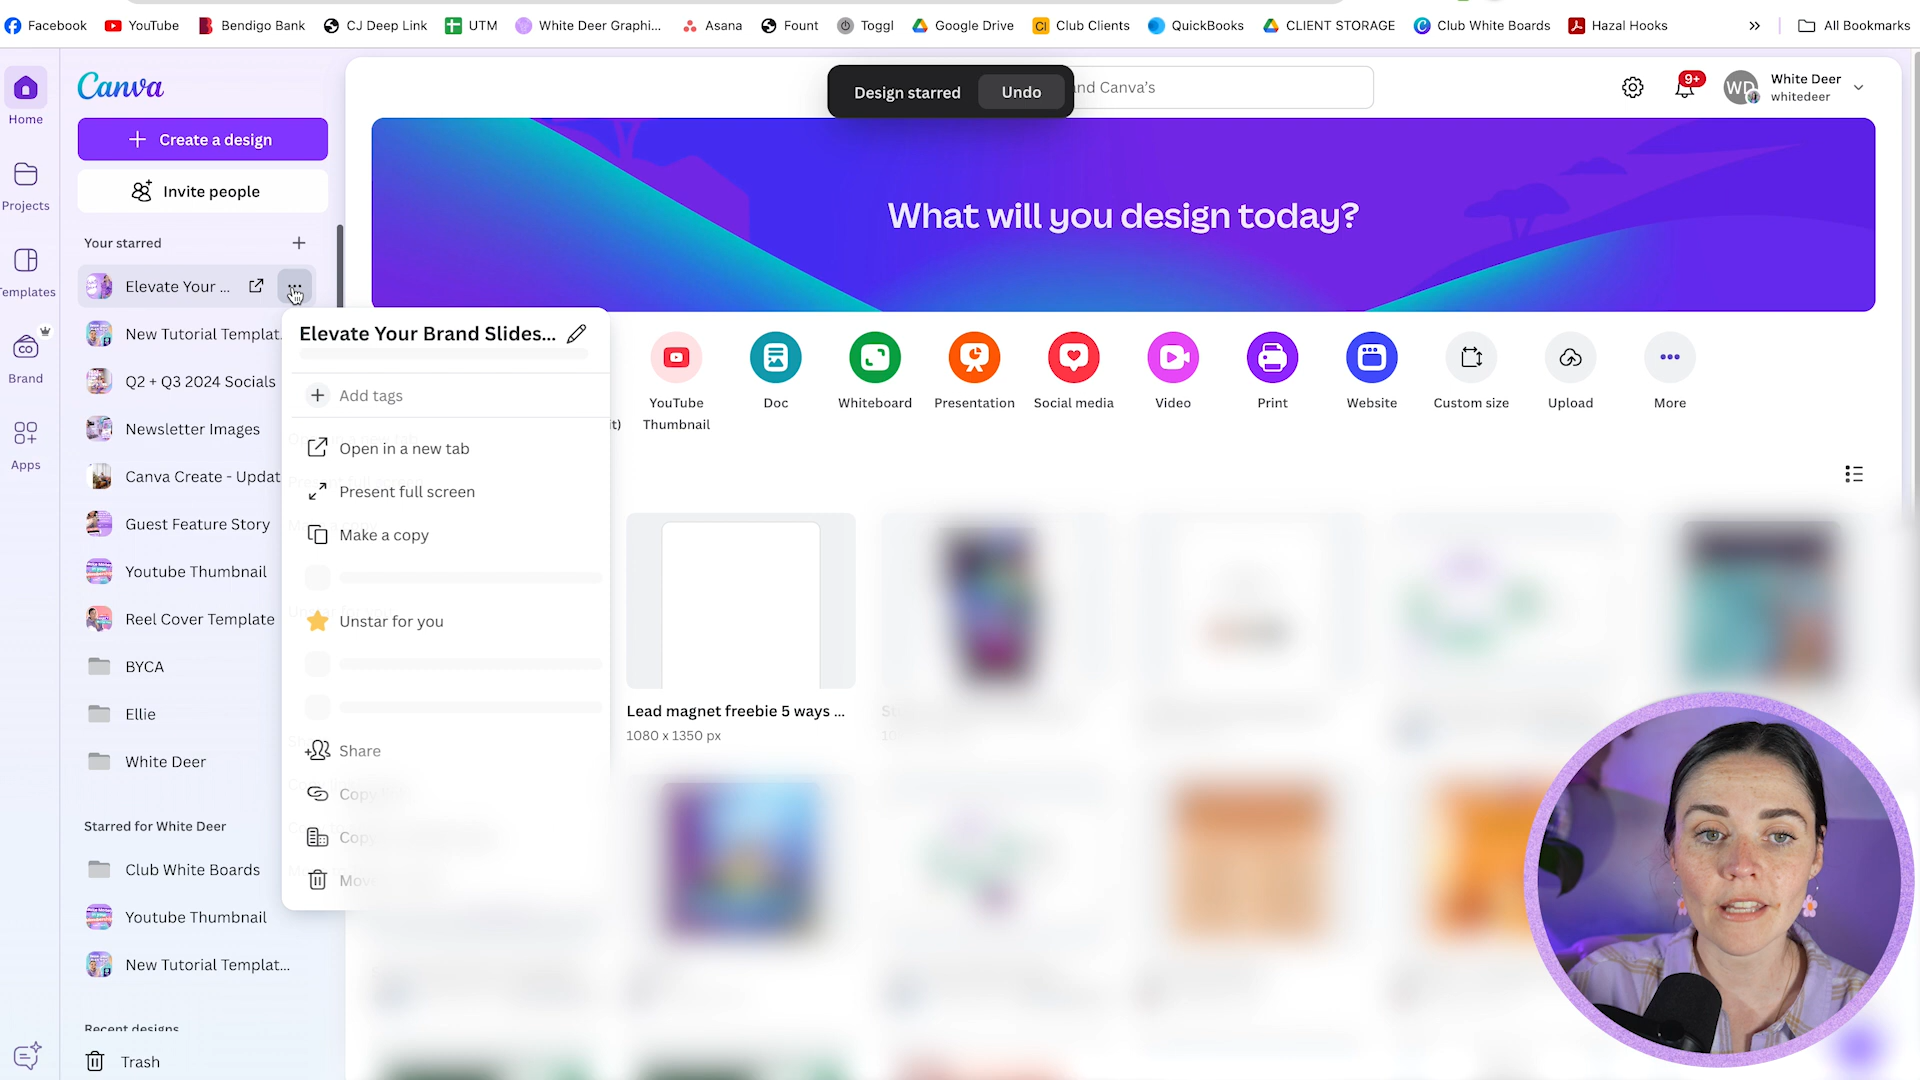 Facebook
YouTube
Bendigo Bank
CJ Deep Link
UTM
White Deer Graphi...
Asana
Fount
Toggl
Google Drive
Club Clients
QuickBooks
CLIENT STORAGE
Club White Boards
Hazal Hooks
All Bookmarks
Home
Projects
Templates
Brand
Apps
Canva
Create a design
Invite people
Your starred
Elevate Your ...
New Tutorial Templat
Q2 + Q3 2024 Socials
Newsletter Images
Canva Create - Updat
Guest Feature Story
Youtube Thumbnail
Reel Cover Template
BYCA
Ellie
White Deer
Starred for White Deer
Club White Boards
Youtube Thumbnail
New Tutorial Templat...
Recent designs
Trash
Elevate Your Brand Slides...
Add tags
Open in a new tab
Present full screen
Make a copy
Unstar for you
Share
Copy
Copy
Move
Design starred
Undo
and Canva's
9+
WD
White Deer
whitedeer
What will you design today?
YouTube
Thumbnail
Doc
Whiteboard
Presentation
Social media
Video
Print
Website
Custom size
Upload
More
Lead magnet freebie 5 ways ...
1080 x 1350 px